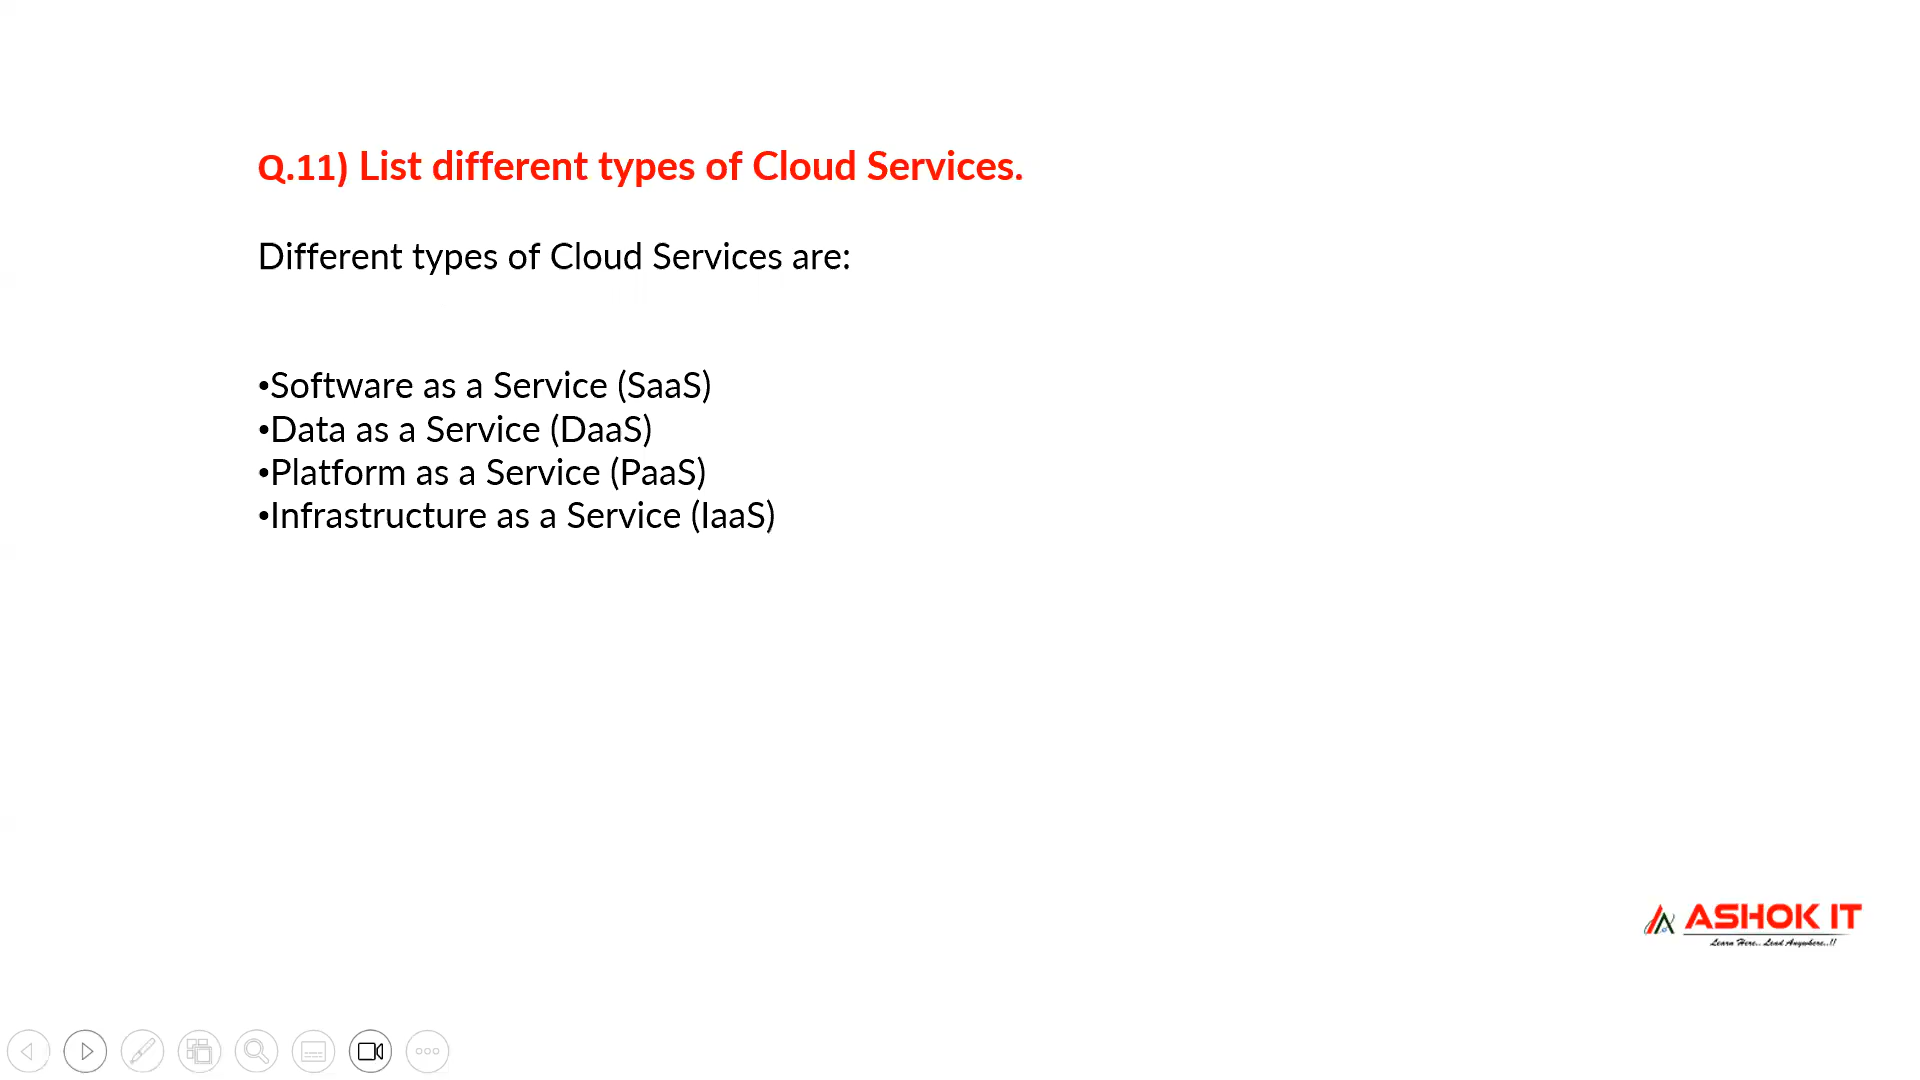 Q.11) List different types of Cloud Services.
Different types of Cloud Services are:
•Software as a Service (SaaS)
•Data as a Service (DaaS)
•Platform as a Service (PaaS)
•Infrastructure as a Service (IaaS)
ASHOK IT
Learn Here.. Lead Anywhere..!!